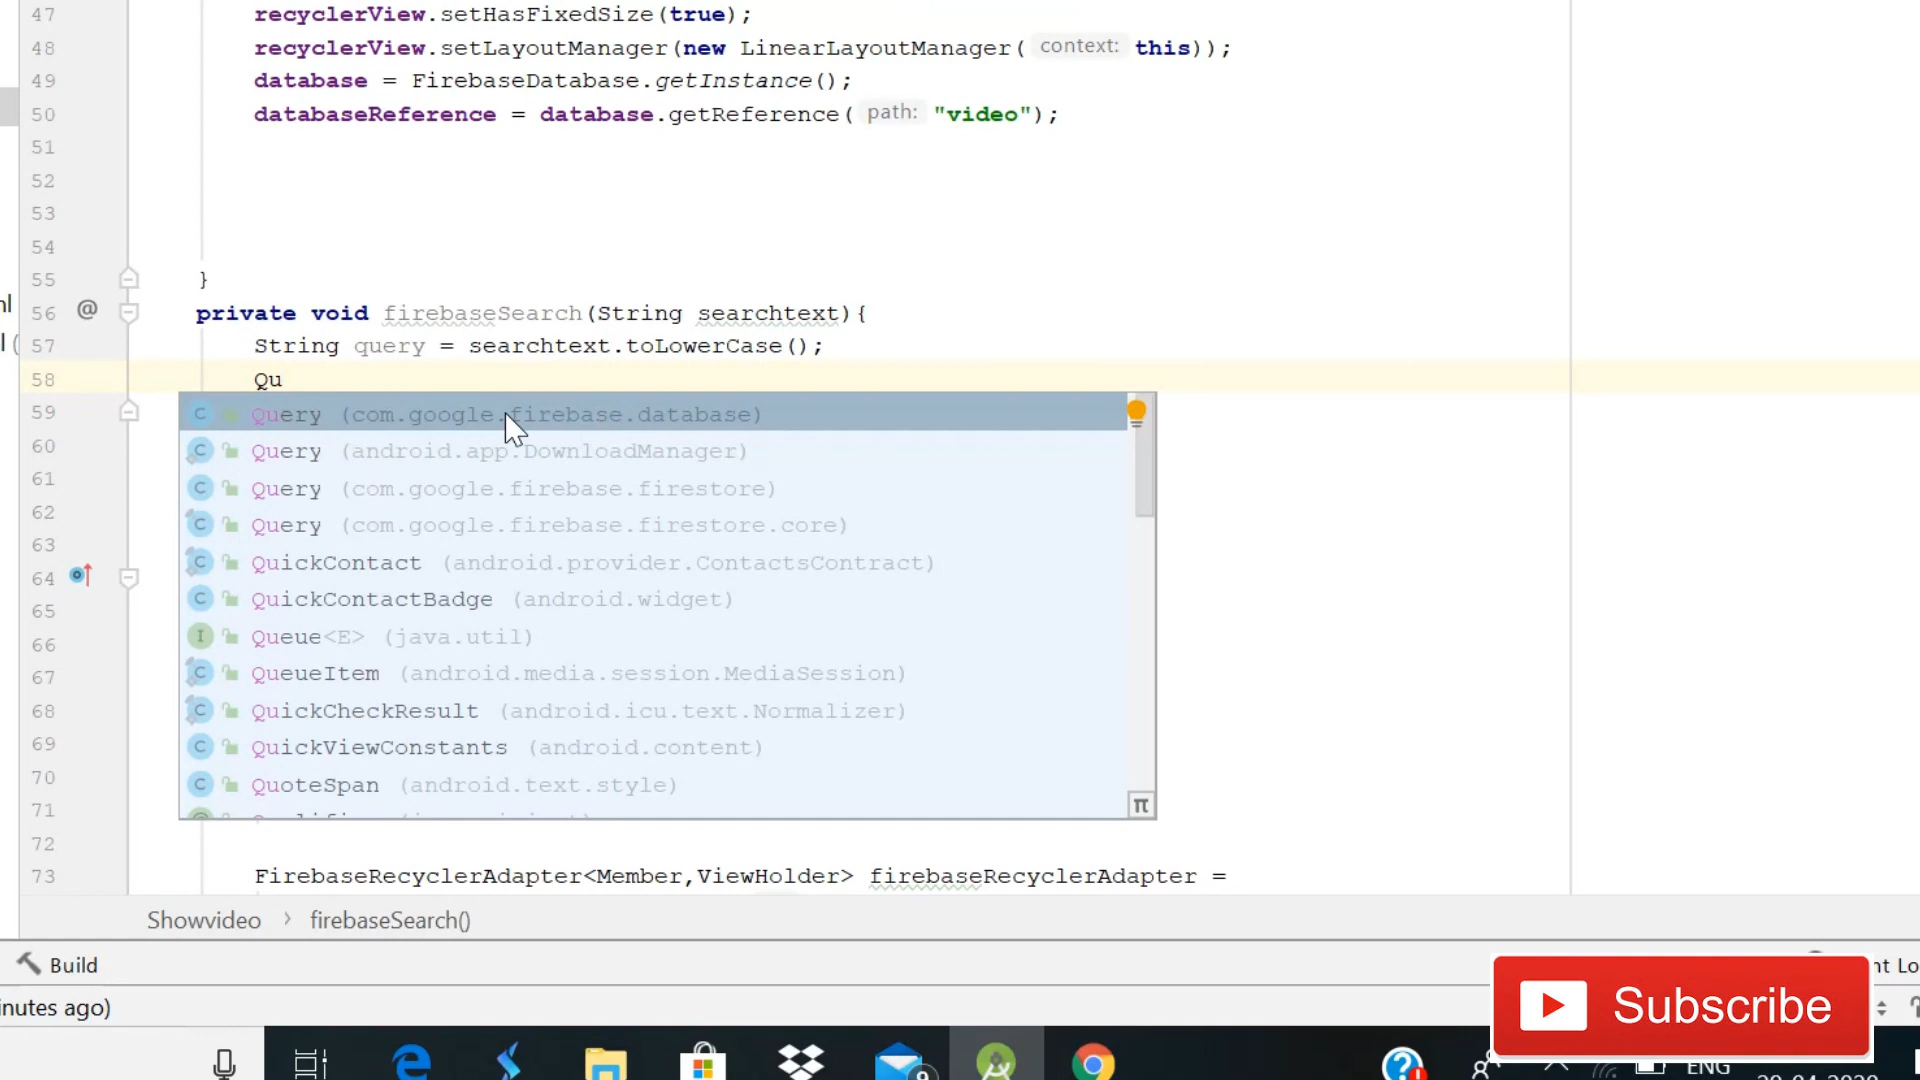 47 recyclerView.setHasFixedSize(true);
48 recyclerView.setLayoutManager(new LinearLayoutManager( context: this));
49 database = FirebaseDatabase.getInstance();
50 databaseReference = database.getReference( path: "video");
51
52
53
54
55 }
56 @ private void firebaseSearch(String searchtext){
57 String query = searchtext.toLowerCase();
58 Qu
59
C Query (com.google.firebase.database)
C Query (android.app.DownloadManager)
60
C Query (com.google.firebase.firestore)
61
C Query (com.google.firebase.firestore.core)
62
C QuickContact (android.provider.ContactsContract)
63
64
C QuickContactBadge (android.widget)
65
I Queue<E> (java.util)
66
C QueueItem (android.media.session.MediaSession)
67
C QuickCheckResult (android.icu.text.Normalizer)
68
C QuickViewConstants (android.content)
69
70
C QuoteSpan (android.text.style)
71
π
72
73 FirebaseRecyclerAdapter<Member,ViewHolder> firebaseRecyclerAdapter =
Showvideo › firebaseSearch()
Build
nt Lo
inutes ago)
Subscribe
ENG